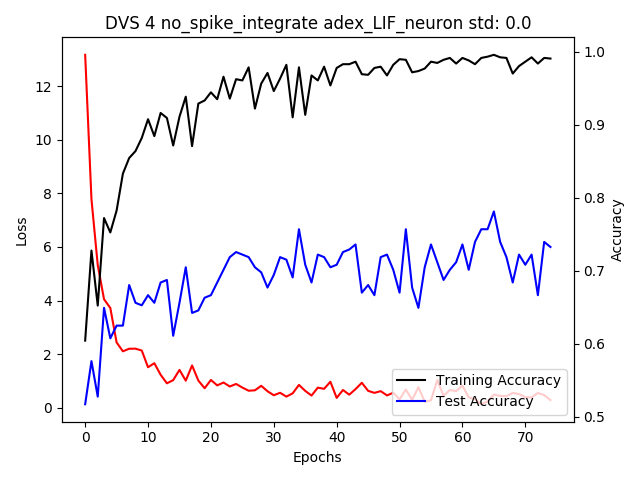 DVS 4 no_spike_integrate adex_LIF_neuron std: 0.0
12
10
8
6
4
2
0
Loss
1.0
0.9
0.8
0.7
0.6
0.5
Accuracy
Training Accuracy
Test Accuracy
0 10 20 30 40 50 60 70
Epochs